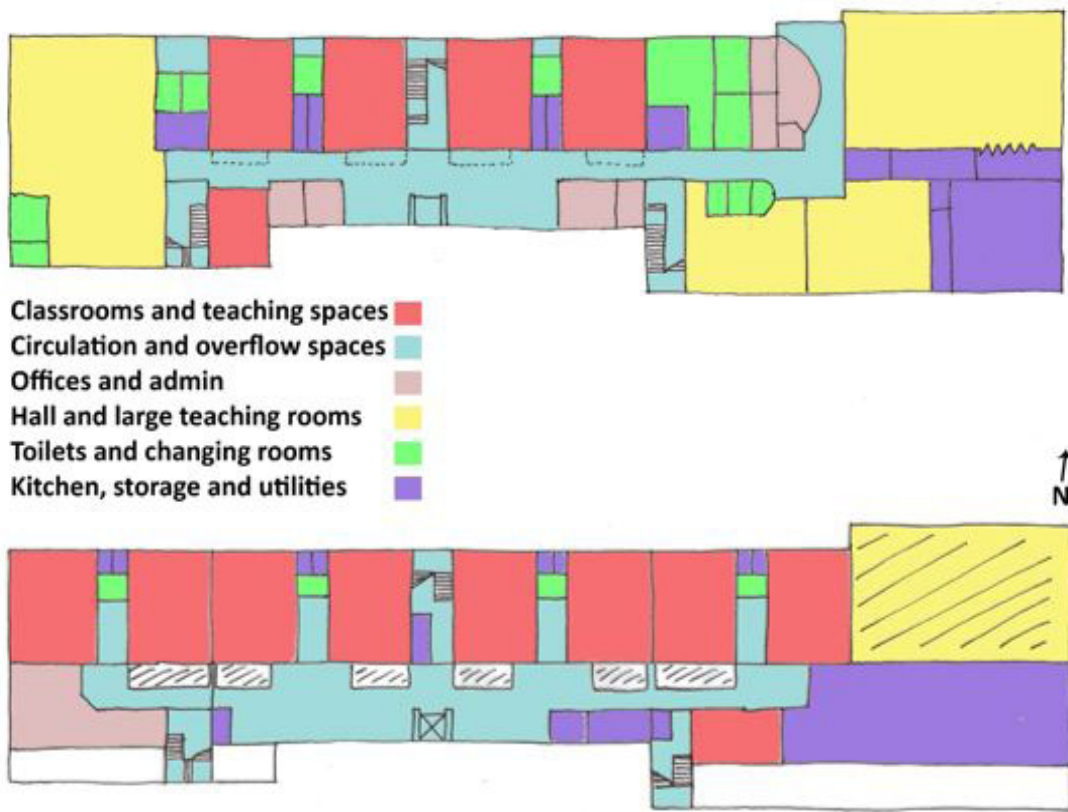 Classrooms and teaching spaces
Circulation and overflow spaces
Offices and admin
Hall and large teaching rooms
Toilets and changing rooms
Kitchen, storage and utilities
N